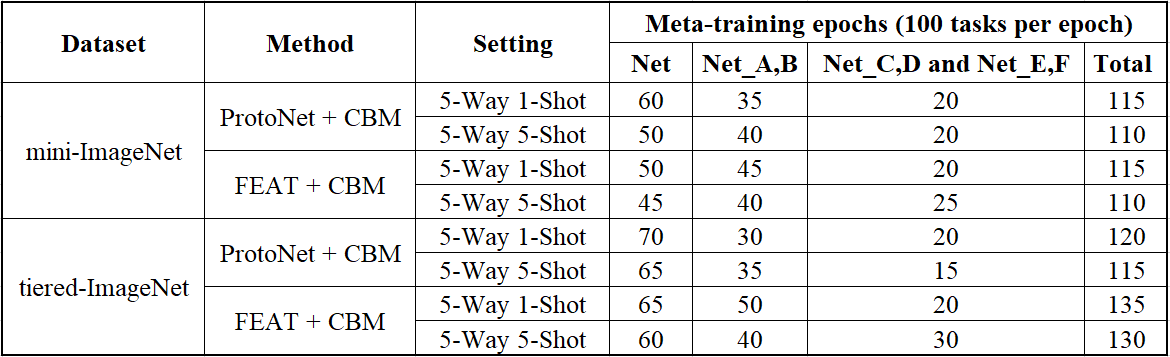 Dataset Method Setting Meta-training epochs (100 tasks per epoch)
Net Net_A,B Net_C,D and Net_E,F Total
mini-ImageNet ProtoNet + CBM 5-Way 1-Shot 60 35 20 115
5-Way 5-Shot 50 40 20 110
FEAT + CBM 5-Way 1-Shot 50 45 20 115
5-Way 5-Shot 45 40 25 110
tiered-ImageNet ProtoNet + CBM 5-Way 1-Shot 70 30 20 120
5-Way 5-Shot 65 35 15 115
FEAT + CBM 5-Way 1-Shot 65 50 20 135
5-Way 5-Shot 60 40 30 130